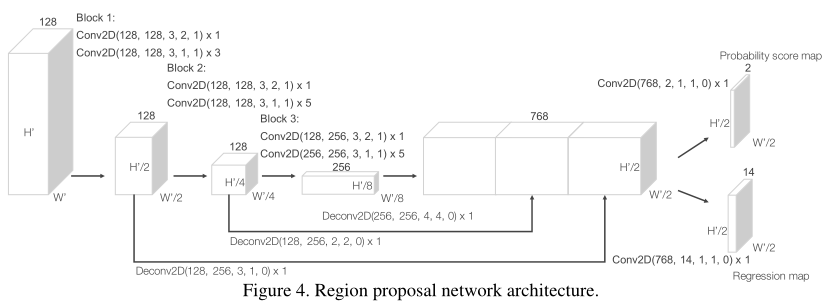 128
Block 1:
Conv2D(128, 128, 3, 2, 1) x 1
Conv2D(128, 128, 3, 1, 1) x 3
Block 2:
Conv2D(128, 128, 3, 2, 1) x 1
Conv2D(128, 128, 3, 1, 1) x 5
Block 3:
Conv2D(128, 256, 3, 2, 1) x 1
Conv2D(256, 256, 3, 1, 1) x 5
Probability score map
2
Conv2D(768, 2, 1, 1, 0) x 1
128
128
256
768
H'
H'/2
H'/4
H'/8
H'/2
H'/2
W'/2
W'
W'/2
W'/4
W'/8
W'/2
14
Deconv2D(256, 256, 4, 4, 0) x 1
Deconv2D(128, 256, 2, 2, 0) x 1
H'/2
W'/2
Conv2D(768, 14, 1, 1, 0) x 1
Deconv2D(128, 256, 3, 1, 0) x 1
Regression map
Figure 4. Region proposal network architecture.